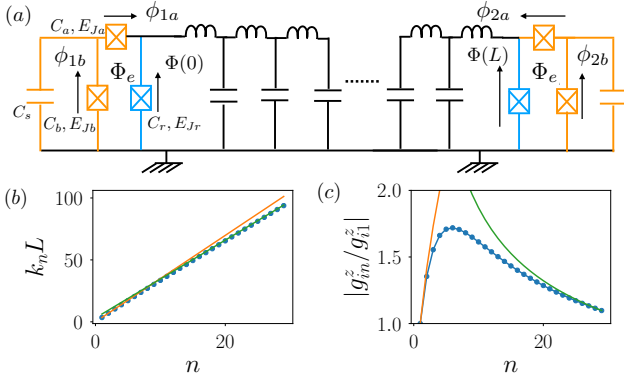 (a)
C_a, E_{Ja} ϕ_{1a} ϕ_{2a}
ϕ_{1b} Φ_e Φ(0) Φ(L) Φ_e ϕ_{2b}
C_s C_b, E_{Jb} C_r, E_{Jr}
(b) (c)
100
50
0
k_nL
0 20
n
2.0
1.5
1.0
|g^z_{in}/g^z_{i1}|
0 20
n